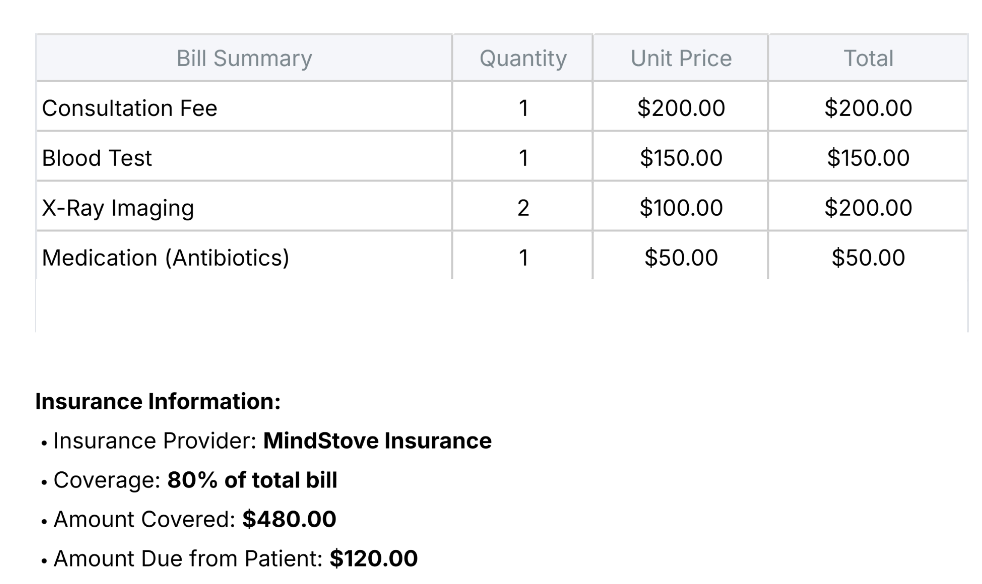 Bill Summary Quantity Unit Price Total
Consultation Fee 1 $200.00 $200.00
Blood Test 1 $150.00 $150.00
X-Ray Imaging 2 $100.00 $200.00
Medication (Antibiotics) 1 $50.00 $50.00
Insurance Information:
• Insurance Provider: MindStove Insurance
• Coverage: 80% of total bill
• Amount Covered: $480.00
• Amount Due from Patient: $120.00